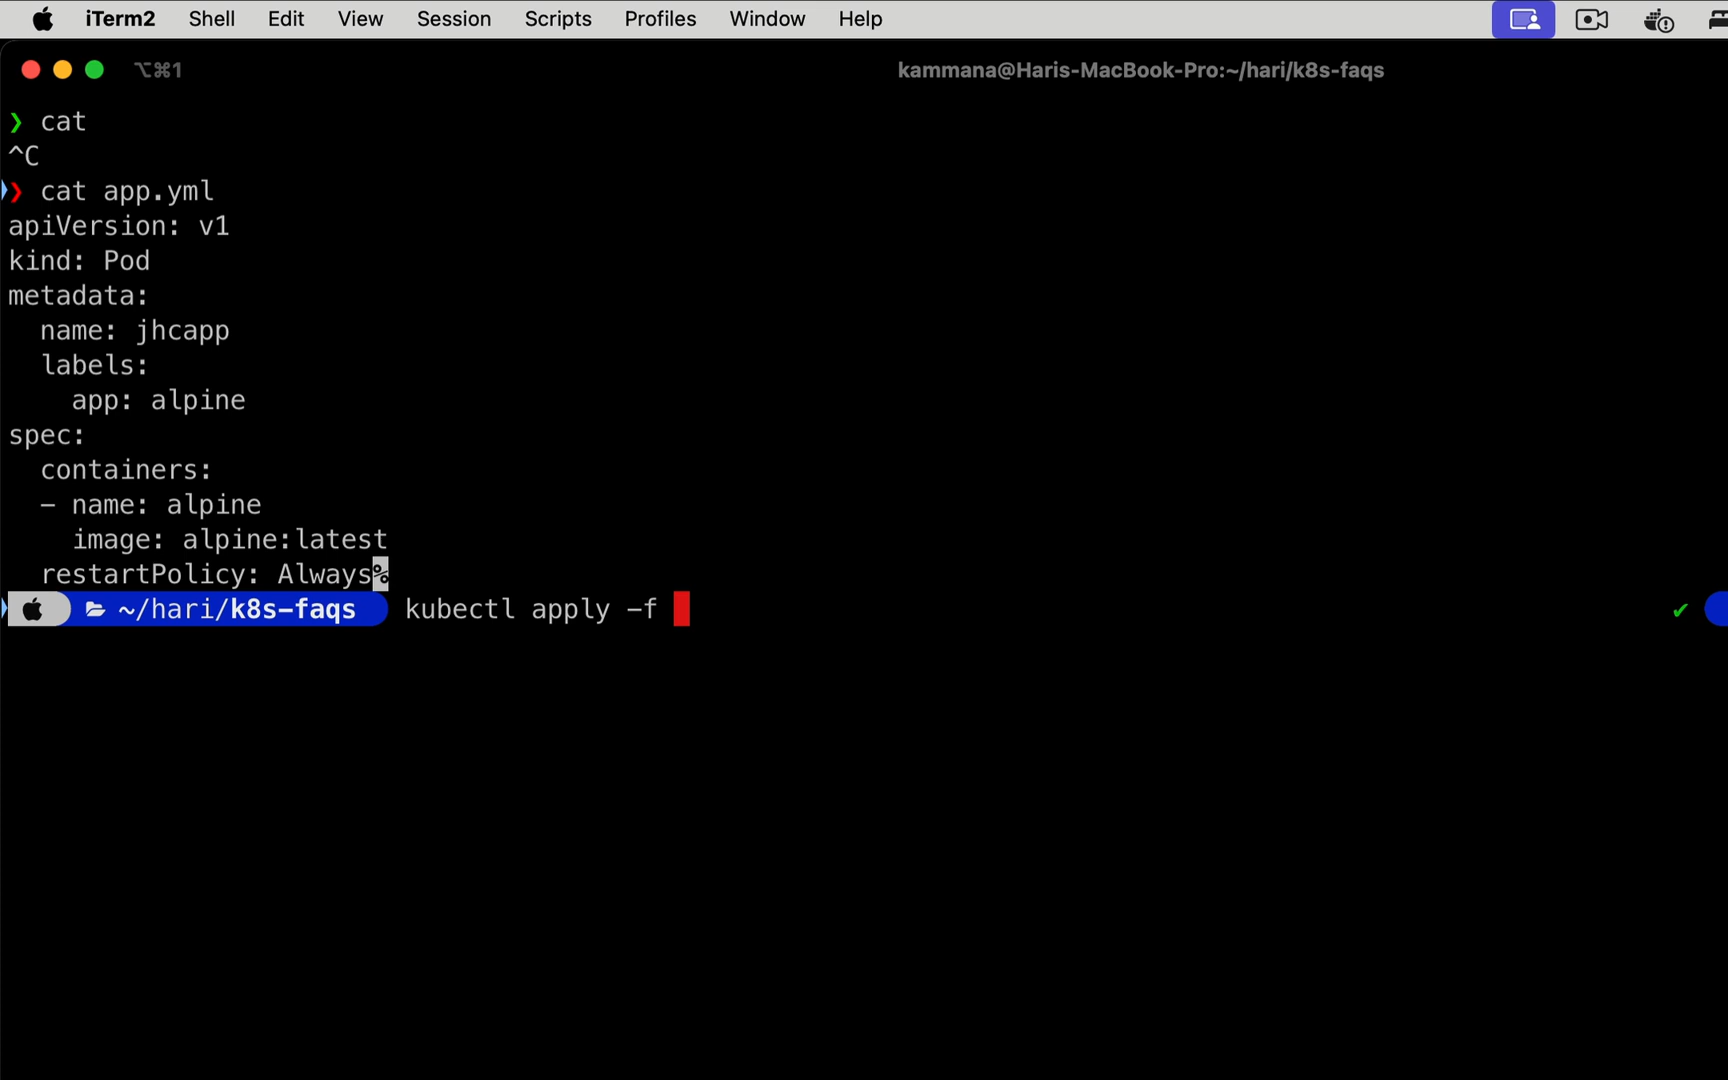 iTerm2 Shell Edit View Session Scripts Profiles Window Help
⌥⌘1 kammana@Haris-MacBook-Pro:~/hari/k8s-faqs
❯ cat
^C
❯ cat app.yml
apiVersion: v1
kind: Pod
metadata:
  name: jhcapp
  labels:
    app: alpine
spec:
  containers:
  - name: alpine
    image: alpine:latest
  restartPolicy: Always%
~/hari/k8s-faqs kubectl apply -f ✔